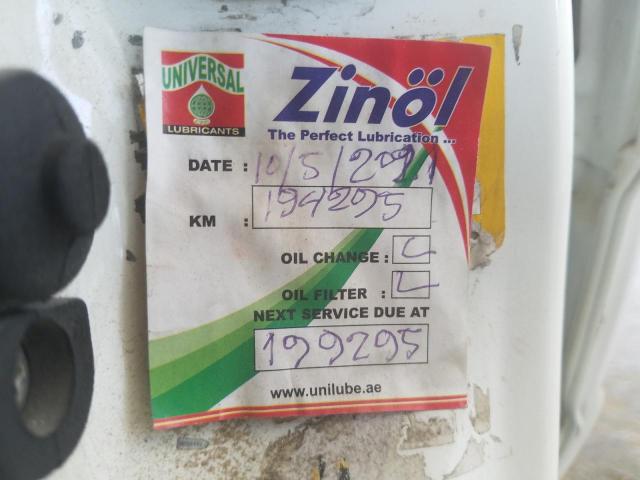 UNIVERSAL
LUBRICANTS
Zinöl
The Perfect Lubrication ...
DATE : 10/5/2021
KM : 194295
OIL CHANGE :
OIL FILTER :
NEXT SERVICE DUE AT
199295
www.unilube.ae